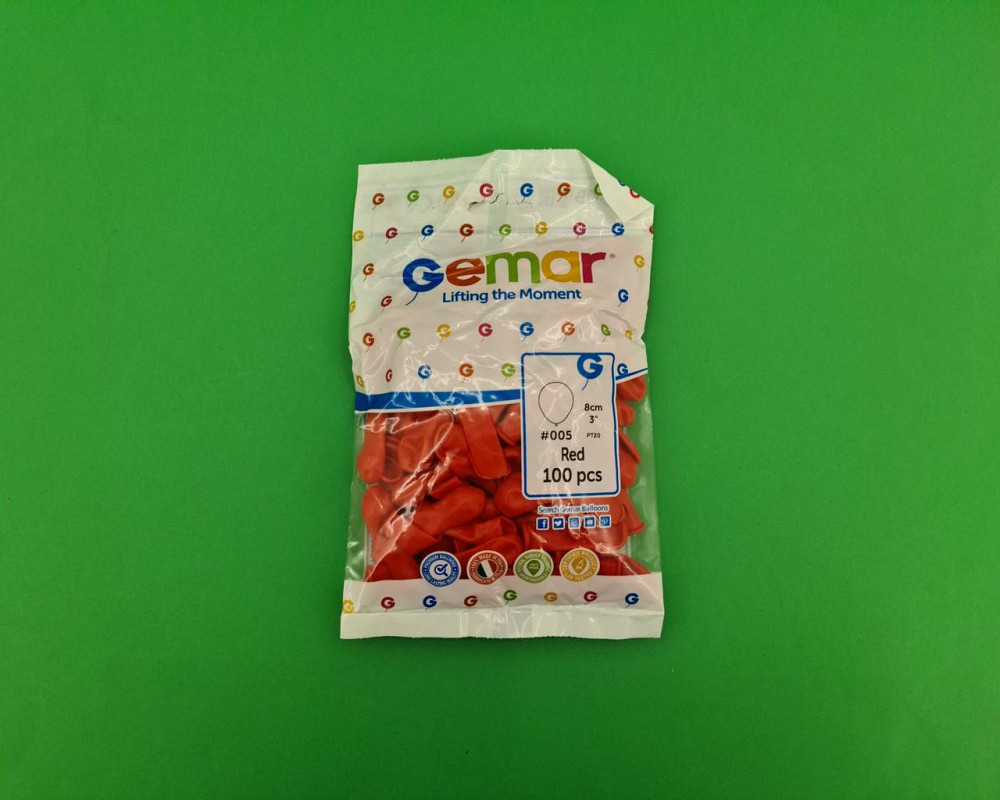 Gemar®
Lifting the Moment
8cm
3"
#005 PT20
Red
100 pcs
Search Gemar Balloons